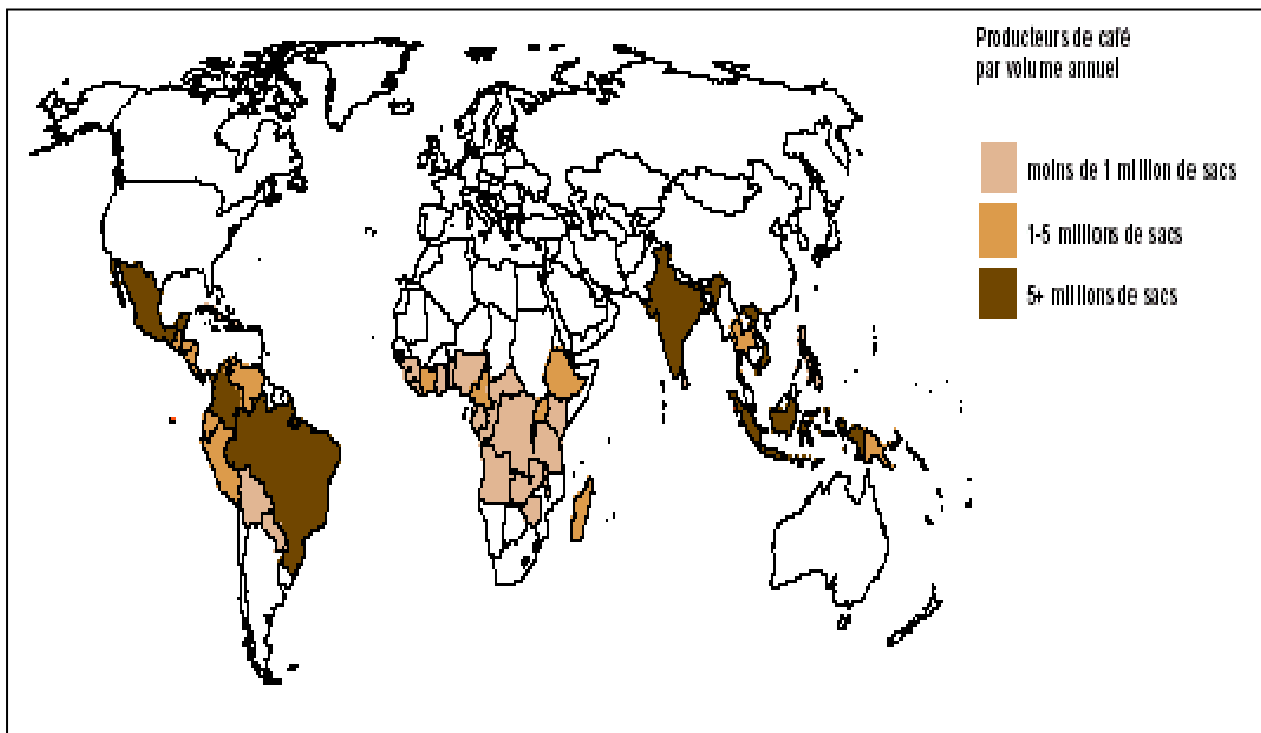 Producteurs de café
par volume annuel
moins de 1 million de sacs
1-5 millions de sacs
5+ millions de sacs